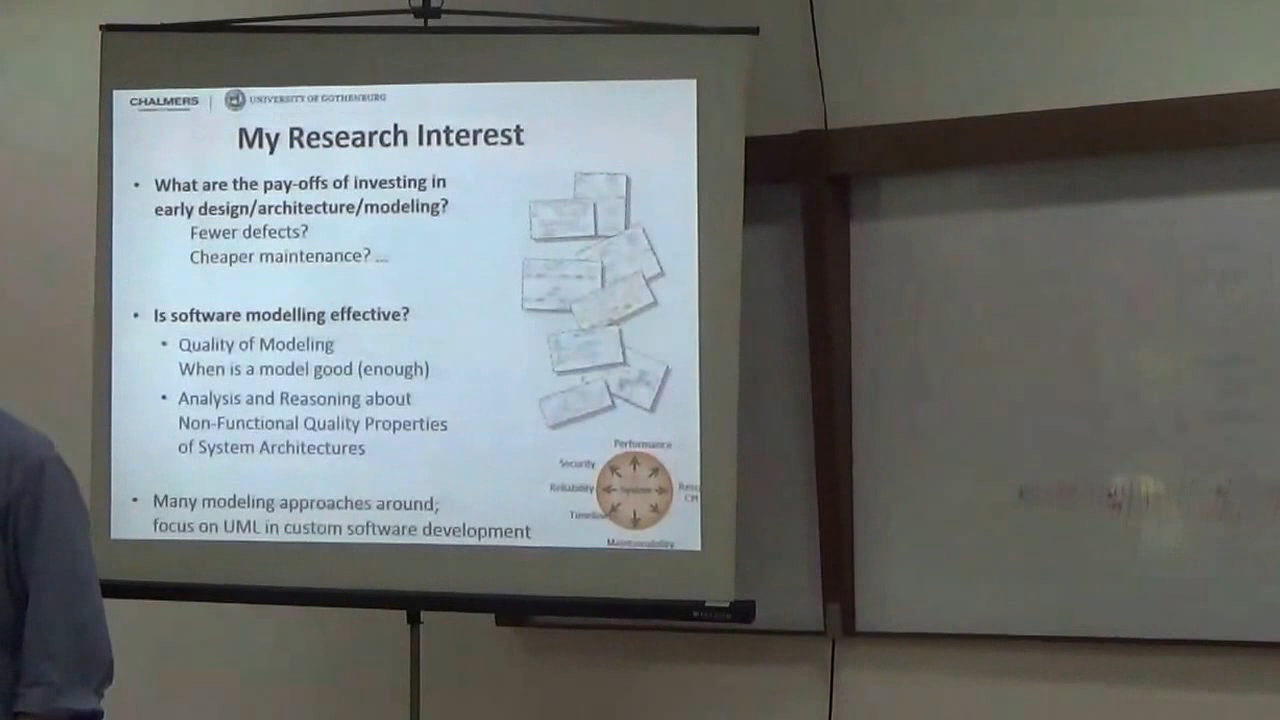 CHALMERS | UNIVERSITY OF GOTHENBURG
My Research Interest
• What are the pay-offs of investing in
early design/architecture/modeling?
Fewer defects?
Cheaper maintenance? ...
• Is software modelling effective?
• Quality of Modeling
When is a model good (enough)
• Analysis and Reasoning about
Non-Functional Quality Properties
of System Architectures
• Many modeling approaches around;
focus on UML in custom software development
Performance
Security
Reliability
System
Maintainability